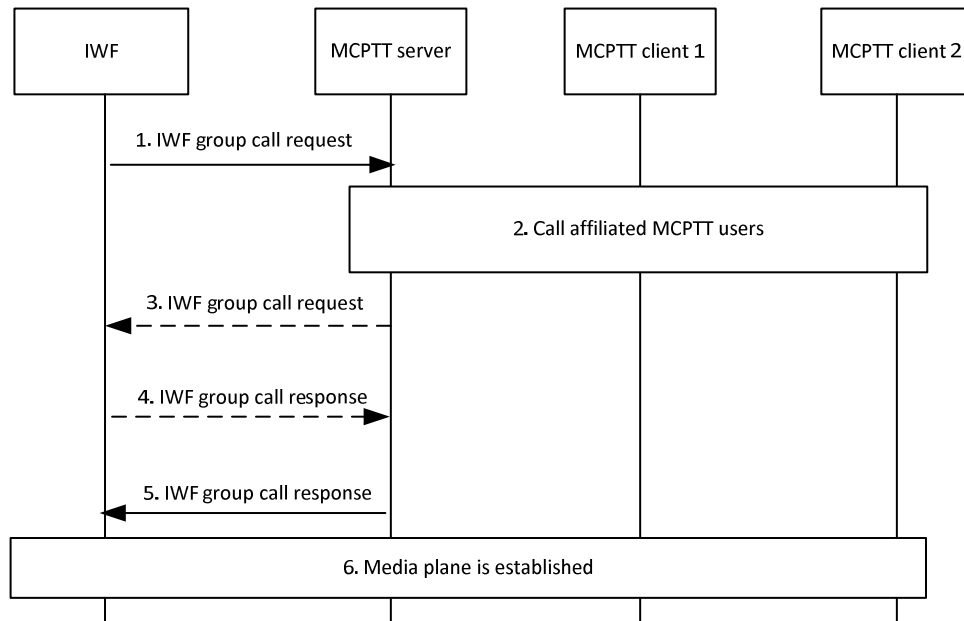 IWF
MCPTT server
MCPTT client 1
MCPTT client 2
1. IWF group call request
2. Call affiliated MCPTT users
3. IWF group call request
4. IWF group call response
5. IWF group call response
6. Media plane is established